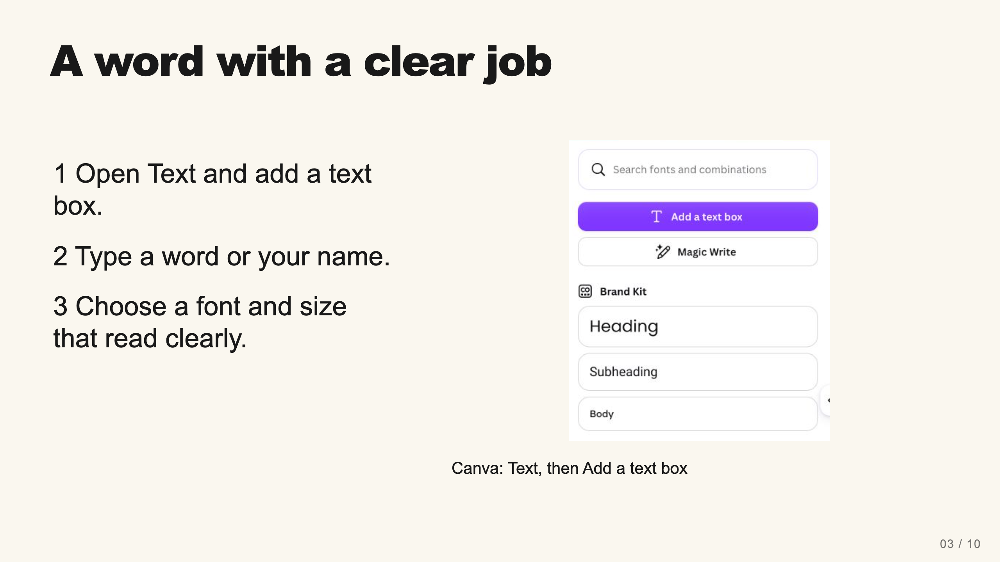 A word with a clear job
1 Open Text and add a text
box.
2 Type a word or your name.
3 Choose a font and size
that read clearly.
Search fonts and combinations
Add a text box
Magic Write
Brand Kit
Heading
Subheading
Body
Canva: Text, then Add a text box
03 / 10